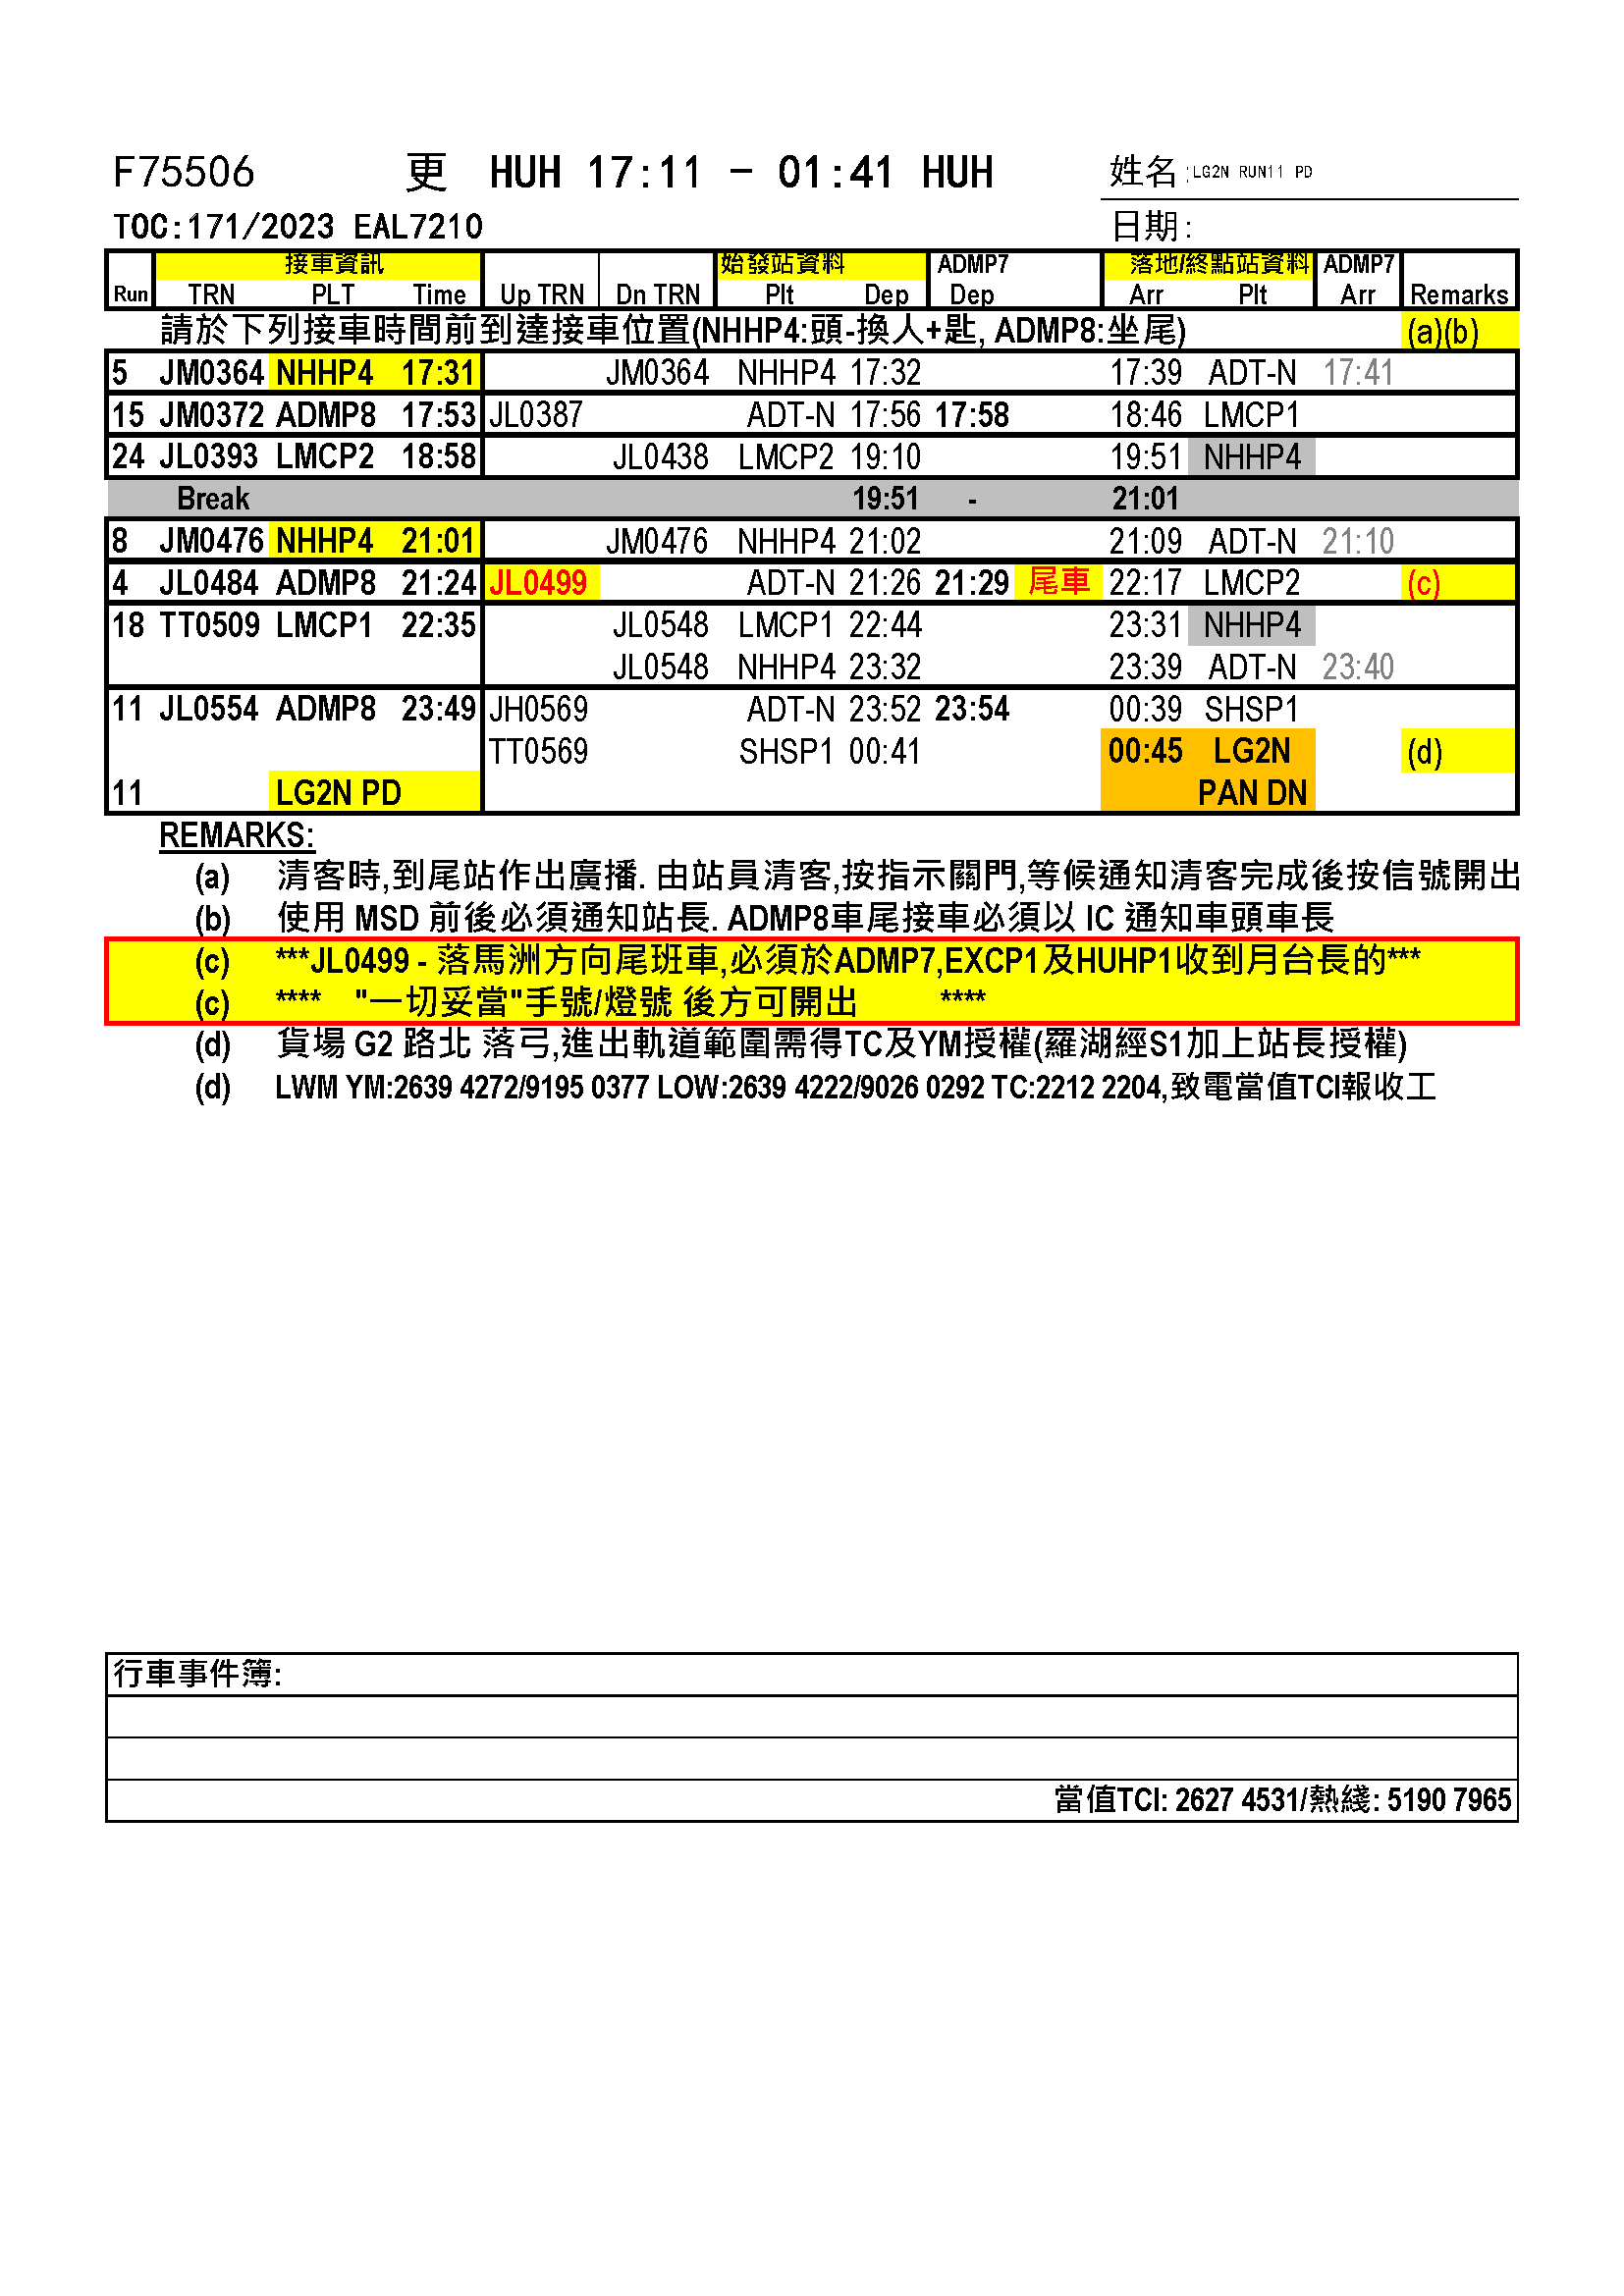 F75506 更 HUH 17:11 - 01:41 HUH 姓名:LG2N RUN11 PD
TOC:171/2023 EAL7210 日期:
接車資訊 始發站資料 ADMP7 落地/終點站資料 ADMP7
Run TRN PLT Time Up TRN Dn TRN Plt Dep Dep Arr Plt Arr Remarks
請於下列接車時間前到達接車位置(NHHP4:頭-換人+匙, ADMP8:坐尾) (a)(b)
5 JM0364 NHHP4 17:31 JM0364 NHHP4 17:32 17:39 ADT-N 17:41
15 JM0372 ADMP8 17:53 JL0387 ADT-N 17:56 17:58 18:46 LMCP1
24 JL0393 LMCP2 18:58 JL0438 LMCP2 19:10 19:51 NHHP4
Break 19:51 - 21:01
8 JM0476 NHHP4 21:01 JM0476 NHHP4 21:02 21:09 ADT-N 21:10
4 JL0484 ADMP8 21:24 JL0499 ADT-N 21:26 21:29 尾車 22:17 LMCP2 (c)
18 TT0509 LMCP1 22:35 JL0548 LMCP1 22:44 23:31 NHHP4
JL0548 NHHP4 23:32 23:39 ADT-N 23:40
11 JL0554 ADMP8 23:49 JH0569 ADT-N 23:52 23:54 00:39 SHSP1
TT0569 SHSP1 00:41 00:45 LG2N (d)
11 LG2N PD PAN DN
REMARKS:
(a) 清客時,到尾站作出廣播. 由站員清客,按指示關門,等候通知清客完成後按信號開出
(b) 使用 MSD 前後必須通知站長. ADMP8車尾接車必須以 IC 通知車頭車長
(c) ***JL0499 - 落馬洲方向尾班車,必須於ADMP7,EXCP1及HUHP1收到月台長的***
(c) **** "一切妥當"手號/燈號 後方可開出 ****
(d) 貨場 G2 路北 落弓,進出軌道範圍需得TC及YM授權(羅湖經S1加上站長授權)
(d) LWM YM:2639 4272/9195 0377 LOW:2639 4222/9026 0292 TC:2212 2204,致電當值TCI報收工
行車事件簿:
當值TCI: 2627 4531/熱綫: 5190 7965